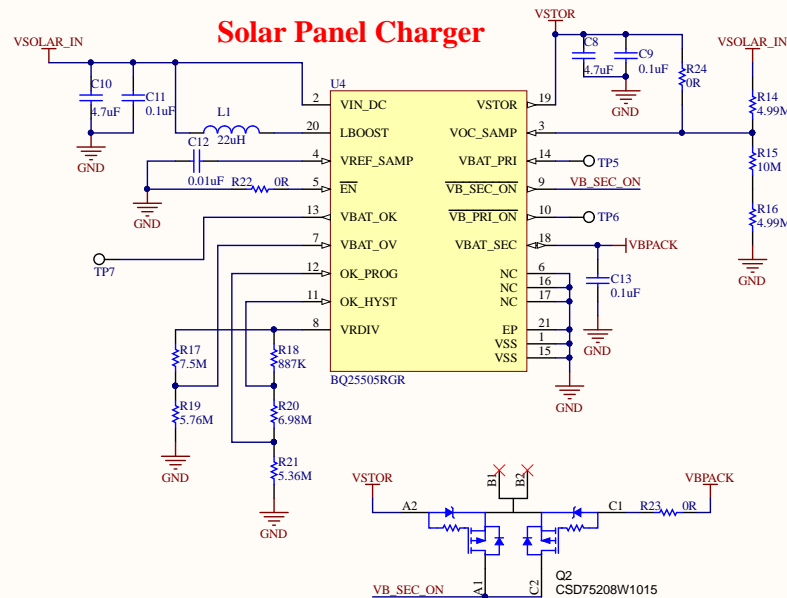 Solar Panel Charger
VSOLAR_IN
C10
4.7uF
C11
0.1uF
GND
L1
22uH
C12
0.01uF
R22
0R
GND
TP7
U4
2
VIN_DC
20
LBOOST
4
VREF_SAMP
5
EN
13
VBAT_OK
7
VBAT_OV
12
OK_PROG
11
OK_HYST
8
VRDIV
VSTOR
19
VOC_SAMP
3
VBAT_PRI
14
VB_SEC_ON
9
VB_PRI_ON
10
VBAT_SEC
18
NC
6
NC
16
NC
17
EP
21
VSS
1
VSS
15
BQ25505RGR
VSTOR
C8
4.7uF
C9
0.1uF
GND
R24
0R
VSOLAR_IN
R14
4.99M
R15
10M
R16
4.99M
GND
TP5
VB_SEC_ON
TP6
VBPACK
C13
0.1uF
GND
GND
R17
7.5M
R19
5.76M
GND
R18
887K
R20
6.98M
R21
5.36M
GND
VSTOR
A2
B1
B2
C1
R23
0R
VBPACK
A1
C2
VB_SEC_ON
Q2
CSD75208W1015